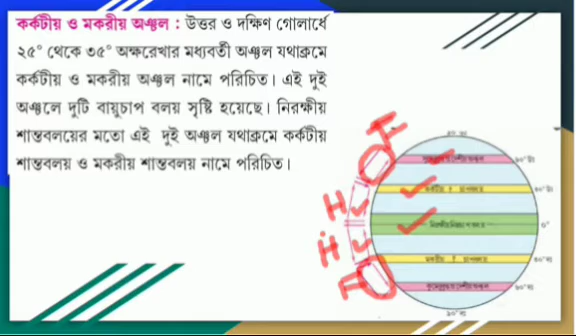 কর্কটীয় ও মকরীয় অঞ্চল : উত্তর ও দক্ষিণ গোলার্ধে
২৫° থেকে ৩৫° অক্ষরেখার মধ্যবর্তী অঞ্চল যথাক্রমে
কর্কটীয় ও মকরীয় অঞ্চল নামে পরিচিত। এই দুই
অঞ্চলে দুটি বায়ুচাপ বলয় সৃষ্টি হয়েছে। নিরক্ষীয়
শান্তবলয়ের মতো এই দুই অঞ্চল যথাক্রমে কর্কটীয়
শান্তবলয় ও মকরীয় শান্তবলয় নামে পরিচিত।
H
H
০°